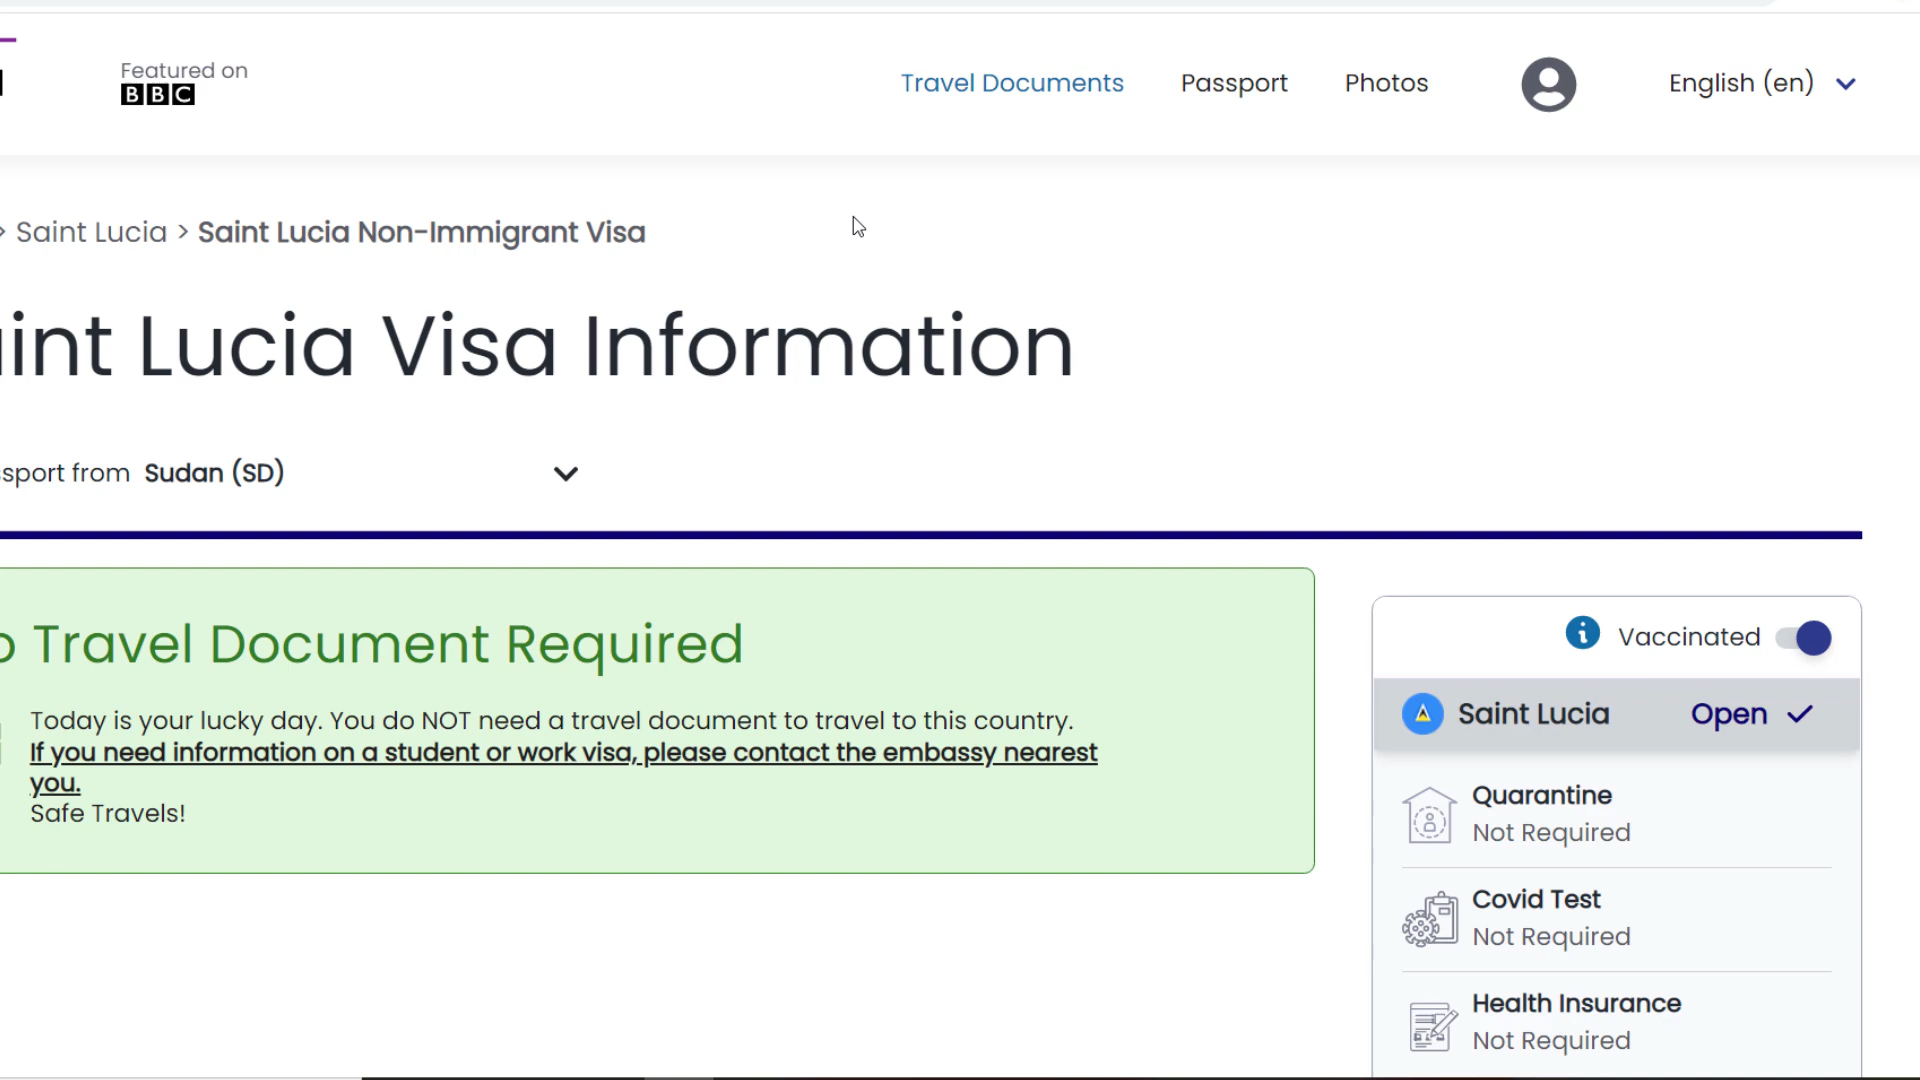 Featured on
BBC
Travel Documents
Passport
Photos
English (en)
> Saint Lucia > Saint Lucia Non-Immigrant Visa
int Lucia Visa Information
sport from Sudan (SD)
o Travel Document Required
Today is your lucky day. You do NOT need a travel document to travel to this country.
If you need information on a student or work visa, please contact the embassy nearest
you.
Safe Travels!
Vaccinated
Saint Lucia Open
Quarantine
Not Required
Covid Test
Not Required
Health Insurance
Not Required